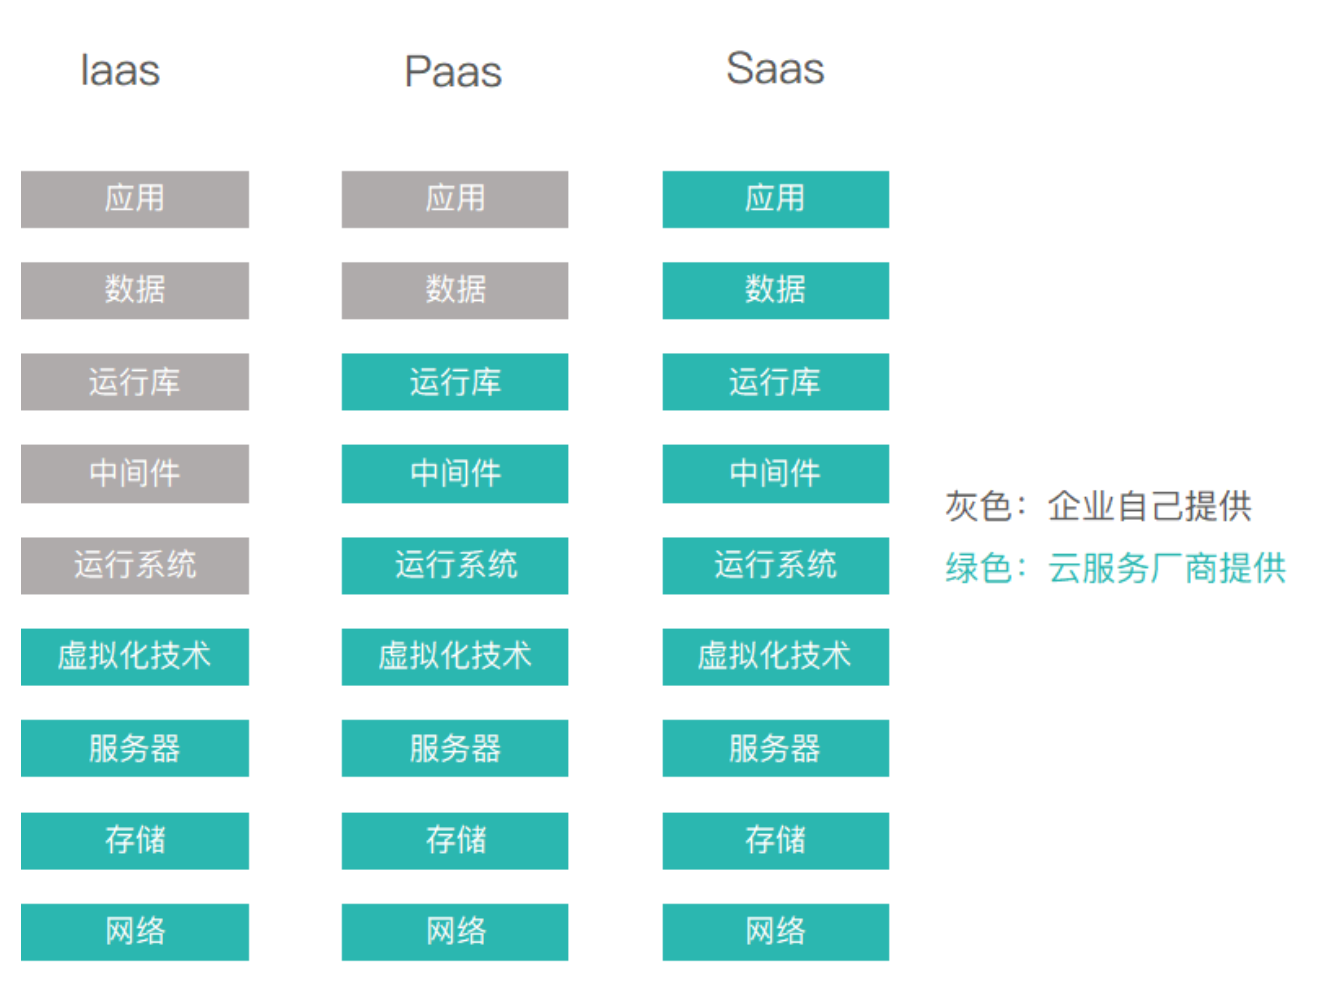 Iaas
Paas
Saas
应用
应用
应用
数据
数据
数据
运行库
运行库
运行库
中间件
中间件
中间件
灰色：企业自己提供
运行系统
运行系统
运行系统
绿色：云服务厂商提供
虚拟化技术
虚拟化技术
虚拟化技术
服务器
服务器
服务器
存储
存储
存储
网络
网络
网络